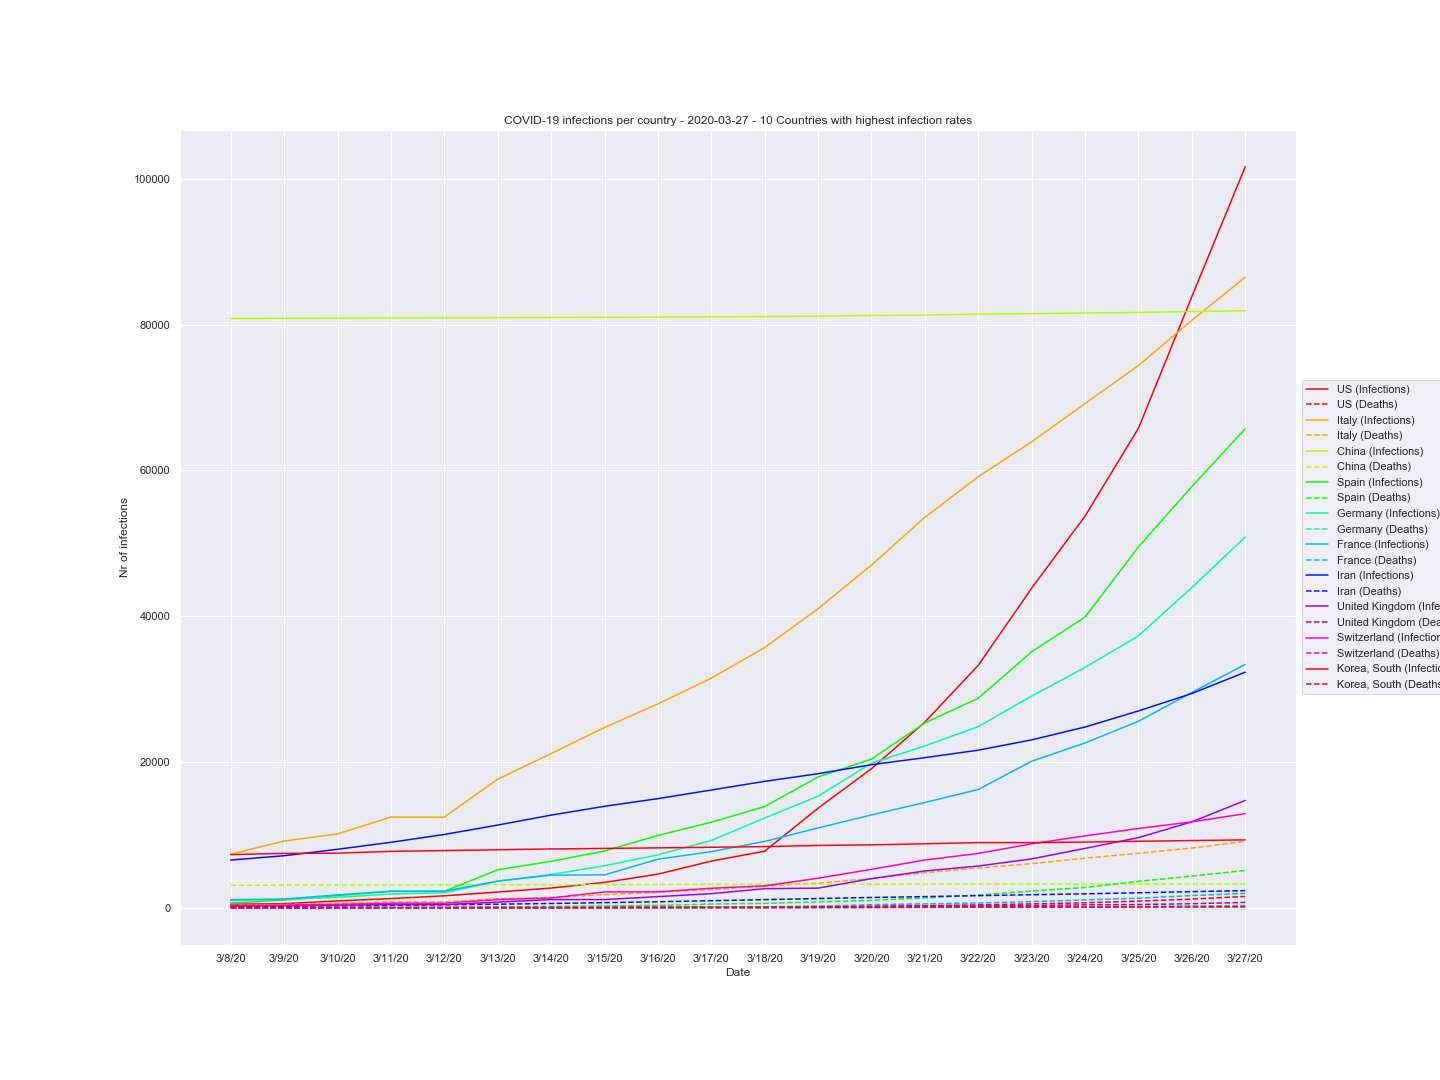 COVID-19 infections per country - 2020-03-27 - 10 Countries with highest infection rates
100000
80000
60000
40000
20000
0
Nr of infections
3/8/20 3/9/20 3/10/20 3/11/20 3/12/20 3/13/20 3/14/20 3/15/20 3/16/20 3/17/20 3/18/20 3/19/20 3/20/20 3/21/20 3/22/20 3/23/20 3/24/20 3/25/20 3/26/20 3/27/20
Date
US (Infections)
US (Deaths)
Italy (Infections)
Italy (Deaths)
China (Infections)
China (Deaths)
Spain (Infections)
Spain (Deaths)
Germany (Infections)
Germany (Deaths)
France (Infections)
France (Deaths)
Iran (Infections)
Iran (Deaths)
United Kingdom (Infe
United Kingdom (Dea
Switzerland (Infection
Switzerland (Deaths)
Korea, South (Infectio
Korea, South (Deaths